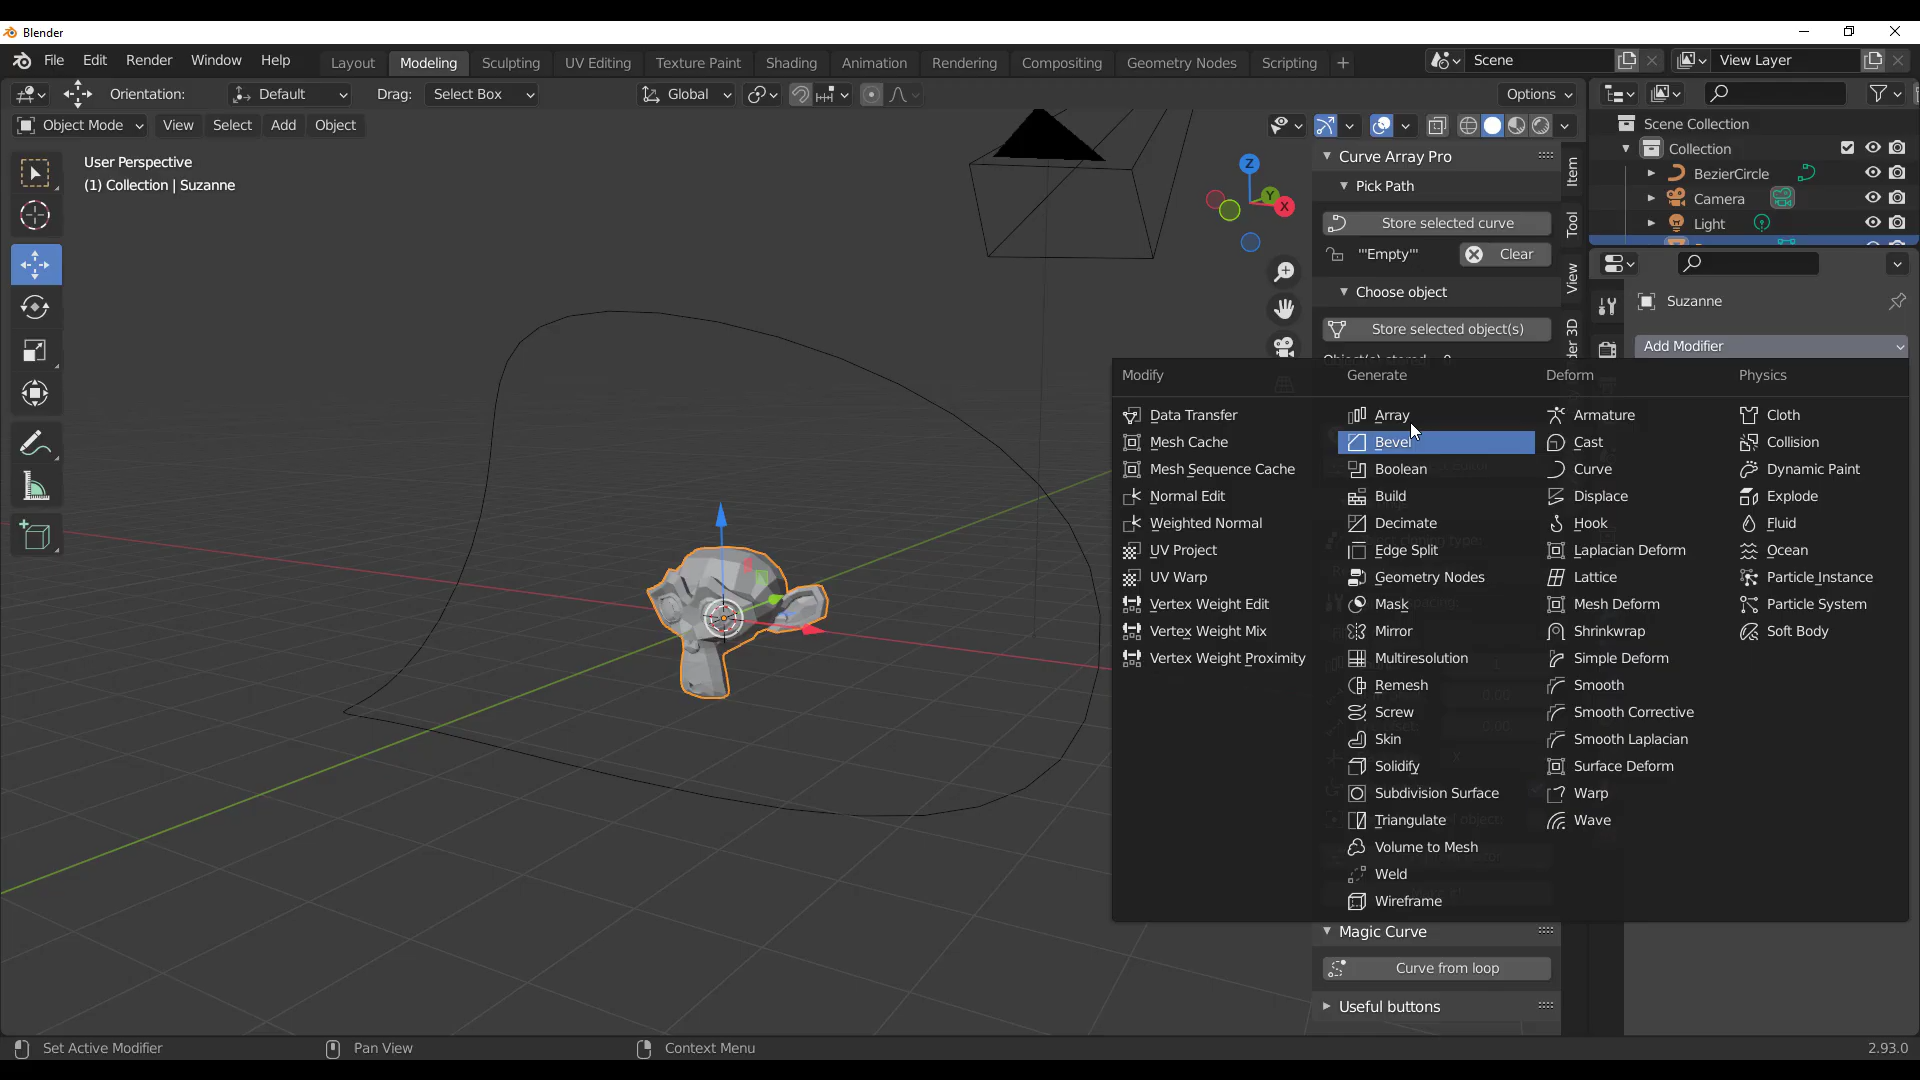 Blender
File Edit Render Window Help Layout Modeling Sculpting UV Editing Texture Paint Shading Animation Rendering Compositing Geometry Nodes Scripting + Scene View Layer
Orientation: Default Drag: Select Box Global Options
Object Mode View Select Add Object
User Perspective
(1) Collection | Suzanne
Z
Y
X
Curve Array Pro
Pick Path
Store selected curve
'"Empty"' Clear
Choose object
Store selected object(s)
Item
Tool
View
Scene Collection
Collection
BezierCircle
Camera
Light
Suzanne
Add Modifier
Modify
Data Transfer
Mesh Cache
Mesh Sequence Cache
Normal Edit
Weighted Normal
UV Project
UV Warp
Vertex Weight Edit
Vertex Weight Mix
Vertex Weight Proximity
Generate
Array
Bevel
Boolean
Build
Decimate
Edge Split
Geometry Nodes
Mask
Mirror
Multiresolution
Remesh
Screw
Skin
Solidify
Subdivision Surface
Triangulate
Volume to Mesh
Weld
Wireframe
Deform
Armature
Cast
Curve
Displace
Hook
Laplacian Deform
Lattice
Mesh Deform
Shrinkwrap
Simple Deform
Smooth
Smooth Corrective
Smooth Laplacian
Surface Deform
Warp
Wave
Physics
Cloth
Collision
Dynamic Paint
Explode
Fluid
Ocean
Particle Instance
Particle System
Soft Body
Magic Curve
Curve from loop
Useful buttons
Set Active Modifier Pan View Context Menu 2.93.0